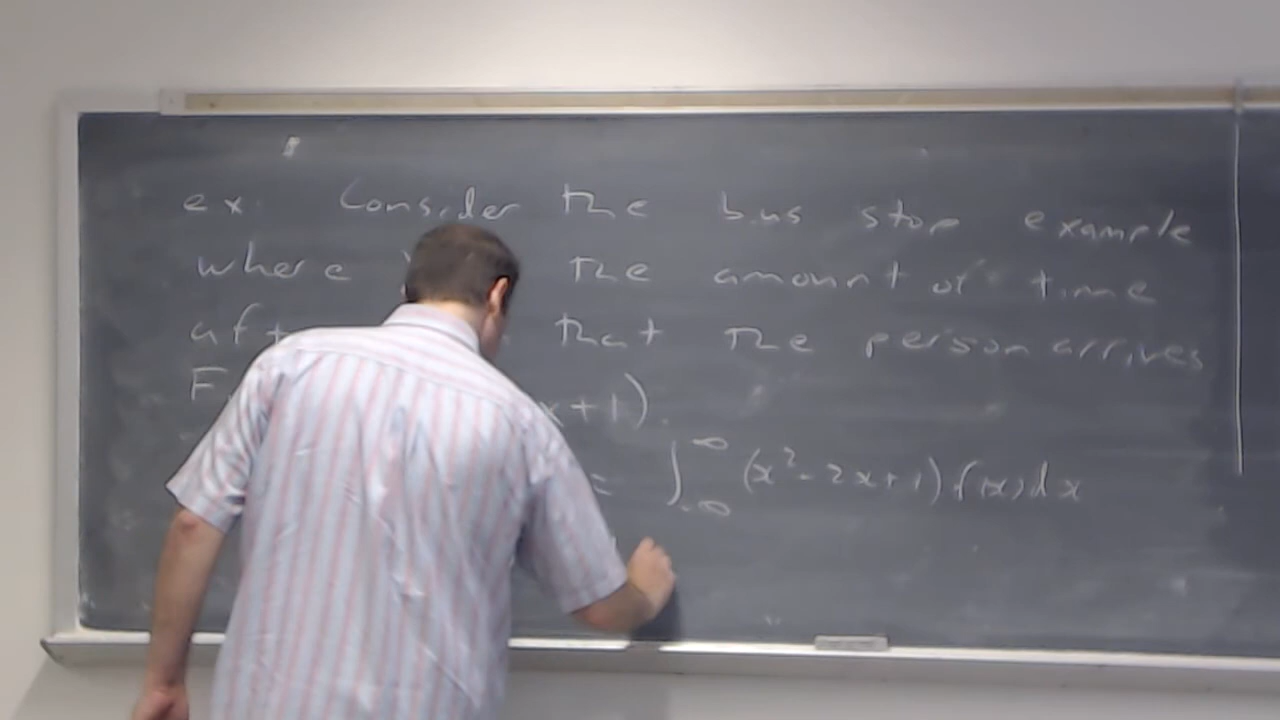 ex. Consider the bus stop example
where the amount of time
that the person arrives
F x+1).
= ∫_{-∞}^{∞} (x²-2x+1) f(x) dx